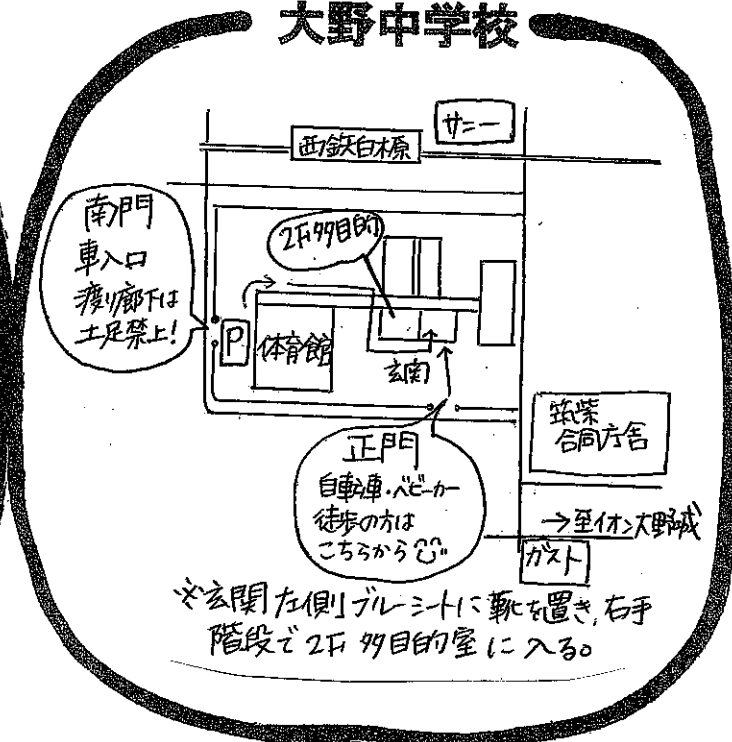 大野中学校
サニー
西鉄白木原
南門
車入口
渡り廊下は
土足禁止!
2F多目的
P
体育館
玄関
正門
自転車・ベビーカー
徒歩の方は
こちらから
筑紫
合同庁舎
→至イオン大野城
ガスト
※玄関左側ブルーシートに靴を置き、右手
階段で2F多目的室に入る。